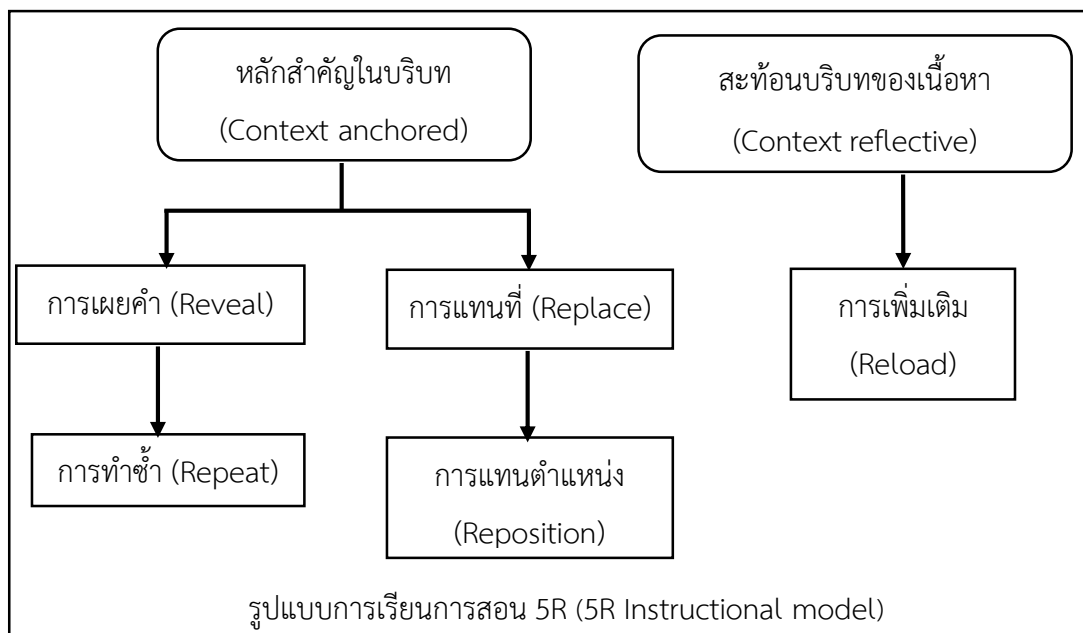 หลักสำคัญในบริบท
(Context anchored)
สะท้อนบริบทของเนื้อหา
(Context reflective)
การเผยคำ (Reveal)
การแทนที่ (Replace)
การเพิ่มเติม
(Reload)
การทำซ้ำ (Repeat)
การแทนตำแหน่ง
(Reposition)
รูปแบบการเรียนการสอน 5R (5R Instructional model)